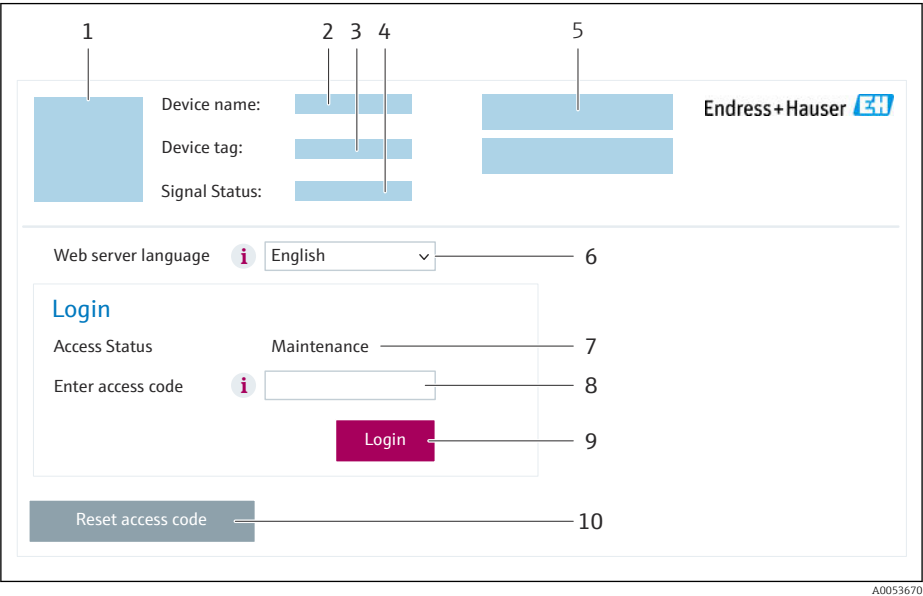 1 2 3 4 5
Device name:
Endress+Hauser EH
Device tag:
Signal Status:
Web server language i English 6
Login
Access Status Maintenance 7
Enter access code i 8
Login 9
Reset access code 10
A0053670